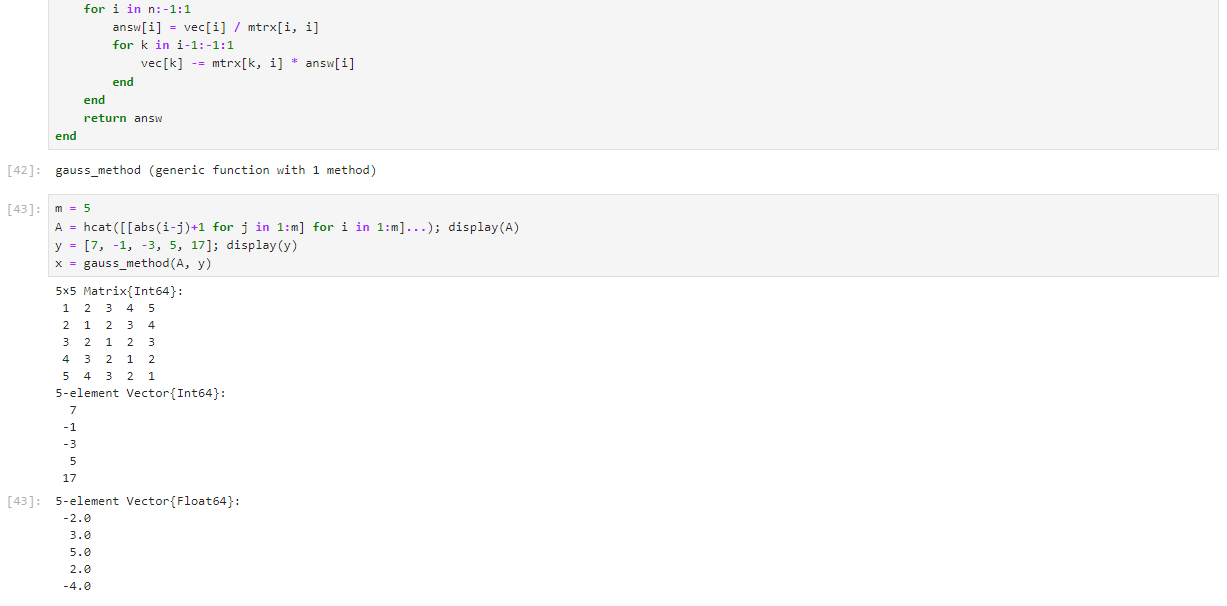 for i in n:-1:1
answ[i] = vec[i] / mtrx[i, i]
for k in i-1:-1:1
vec[k] -= mtrx[k, i] * answ[i]
end
end
return answ
end
[42]: gauss_method (generic function with 1 method)
[43]: m = 5
A = hcat([[abs(i-j)+1 for j in 1:m] for i in 1:m]...); display(A)
y = [7, -1, -3, 5, 17]; display(y)
x = gauss_method(A, y)
5×5 Matrix{Int64}:
1 2 3 4 5
2 1 2 3 4
3 2 1 2 3
4 3 2 1 2
5 4 3 2 1
5-element Vector{Int64}:
7
-1
-3
5
17
[43]: 5-element Vector{Float64}:
-2.0
3.0
5.0
2.0
-4.0